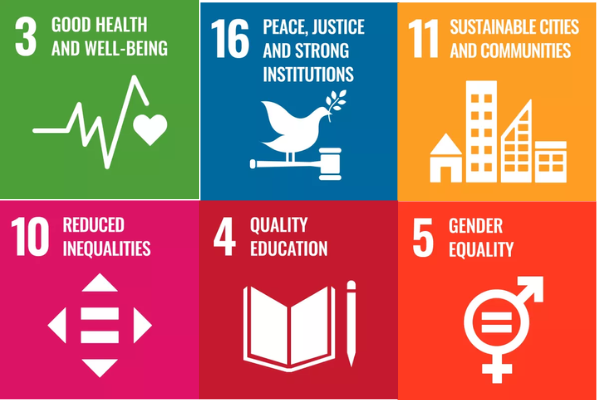 3
GOOD HEALTH
AND WELL-BEING
16
PEACE, JUSTICE
AND STRONG
INSTITUTIONS
11
SUSTAINABLE CITIES
AND COMMUNITIES
10
REDUCED
INEQUALITIES
4
QUALITY
EDUCATION
5
GENDER
EQUALITY